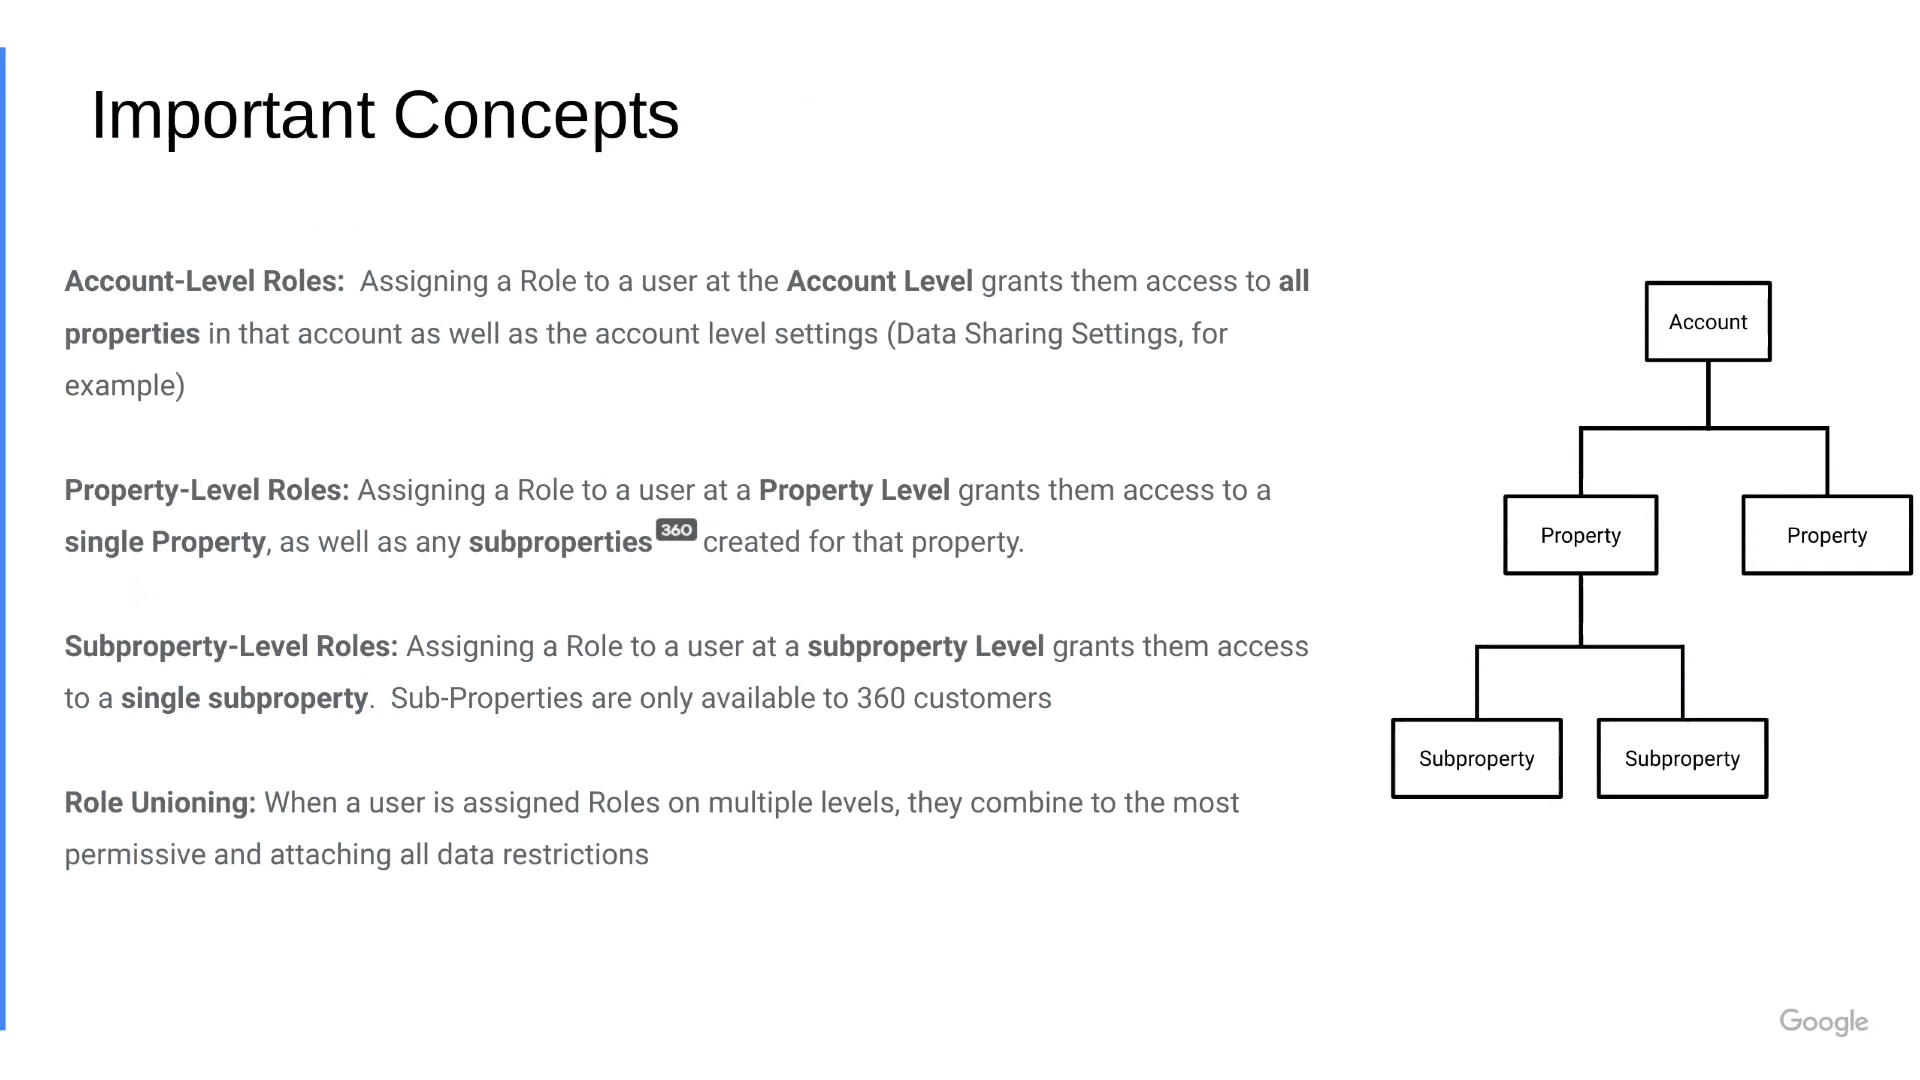 Important Concepts
Account-Level Roles:  Assigning a Role to a user at the Account Level grants them access to all
properties in that account as well as the account level settings (Data Sharing Settings, for
example)
Property-Level Roles: Assigning a Role to a user at a Property Level grants them access to a
single Property, as well as any subproperties 360 created for that property.
Subproperty-Level Roles: Assigning a Role to a user at a subproperty Level grants them access
to a single subproperty.  Sub-Properties are only available to 360 customers
Role Unioning: When a user is assigned Roles on multiple levels, they combine to the most
permissive and attaching all data restrictions
Account
Property
Property
Subproperty
Subproperty
Google